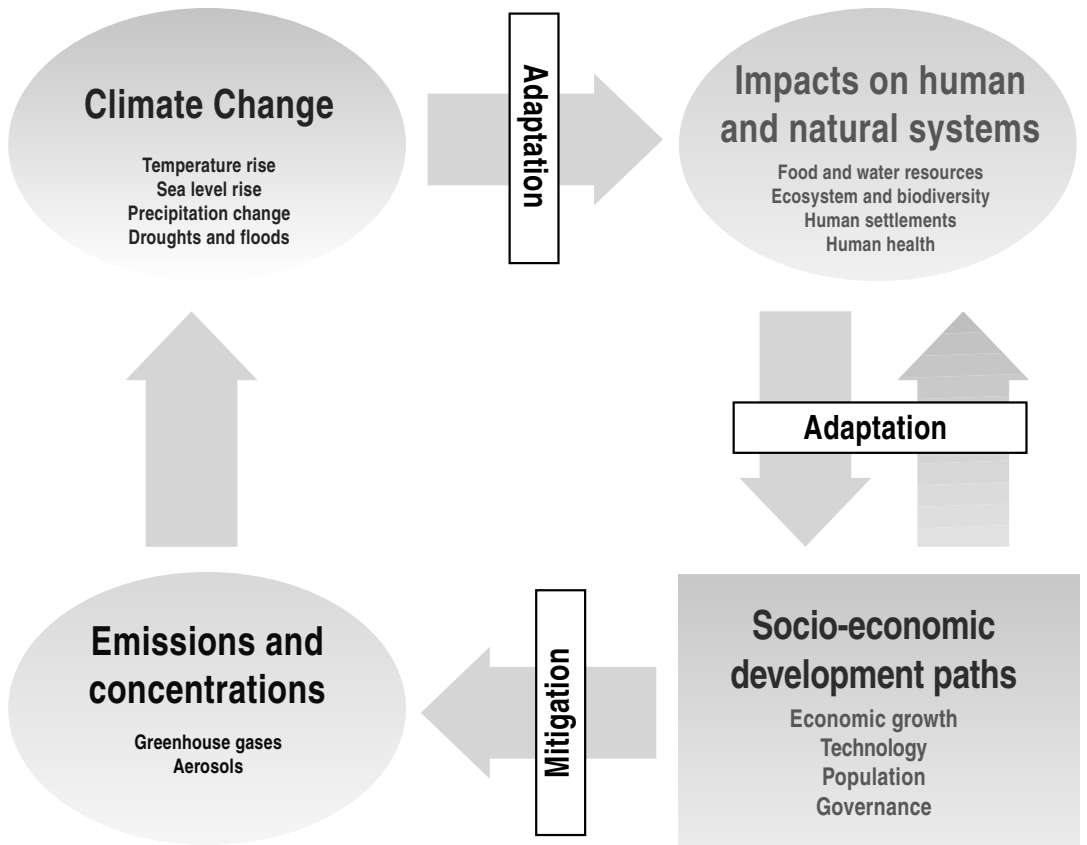 Climate Change
Temperature rise
Sea level rise
Precipitation change
Droughts and floods
Adaptation
Impacts on human
and natural systems
Food and water resources
Ecosystem and biodiversity
Human settlements
Human health
Adaptation
Emissions and
concentrations
Greenhouse gases
Aerosols
Mitigation
Socio-economic
development paths
Economic growth
Technology
Population
Governance